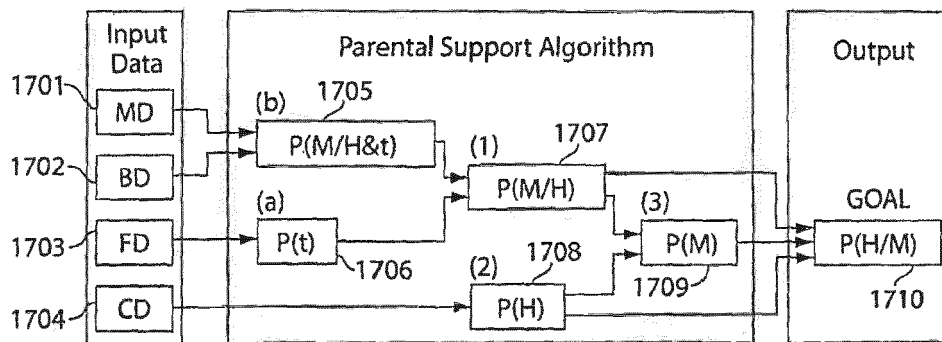 Input
Data
Parental Support Algorithm
Output
1701
MD
1702
BD
1703
FD
1704
CD
(b)
1705
P(M/H&t)
(a)
P(t)
1706
(1)
1707
P(M/H)
(2)
1708
P(H)
(3)
P(M)
1709
GOAL
P(H/M)
1710